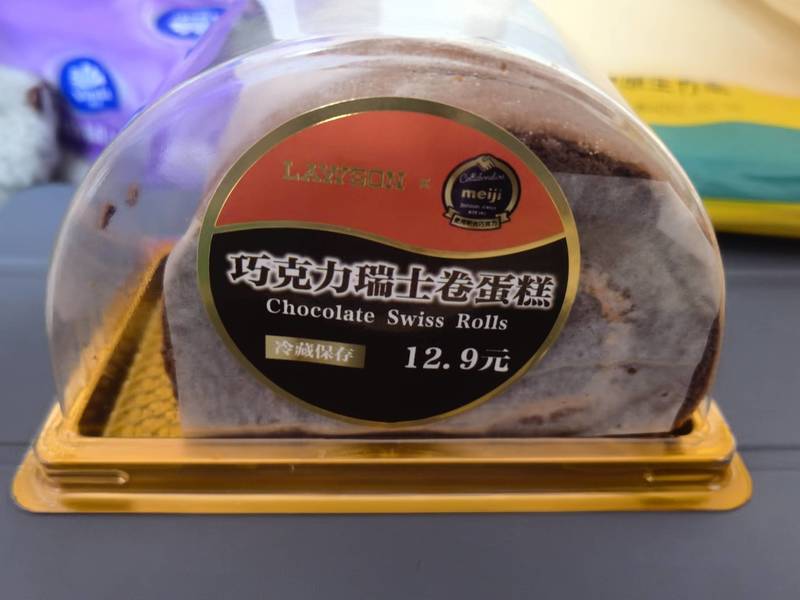 LAWSON ×
meiji
巧克力瑞士卷蛋糕
Chocolate Swiss Rolls
冷藏保存
12.9元